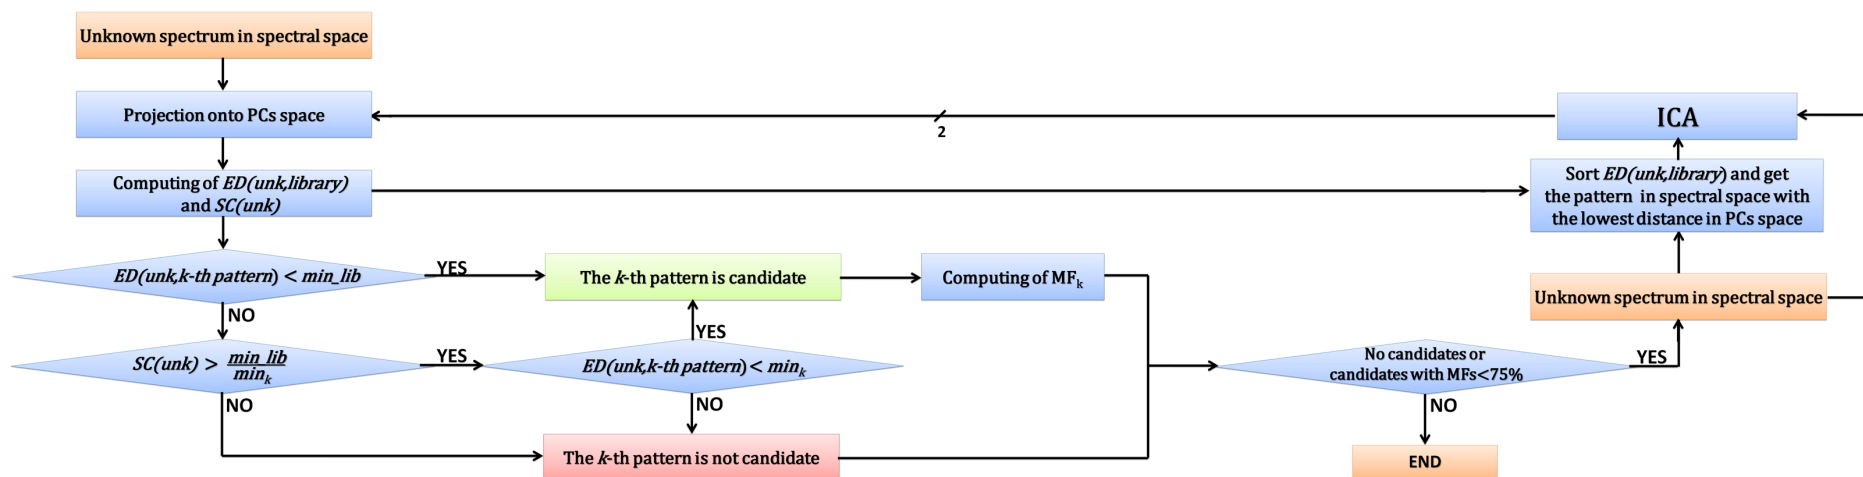 Unknown spectrum in spectral space
Projection onto PCs space
2
ICA
Computing of ED(unk,library)
and SC(unk)
Sort ED(unk,library) and get
the pattern in spectral space with
the lowest distance in PCs space
ED(unk,k-th pattern) < min_lib
YES
The k-th pattern is candidate
Computing of MFk
Unknown spectrum in spectral space
NO
YES
SC(unk) > min_lib
mink
YES
ED(unk,k-th pattern) < mink
No candidates or
candidates with MFs<75%
YES
NO
NO
NO
The k-th pattern is not candidate
END